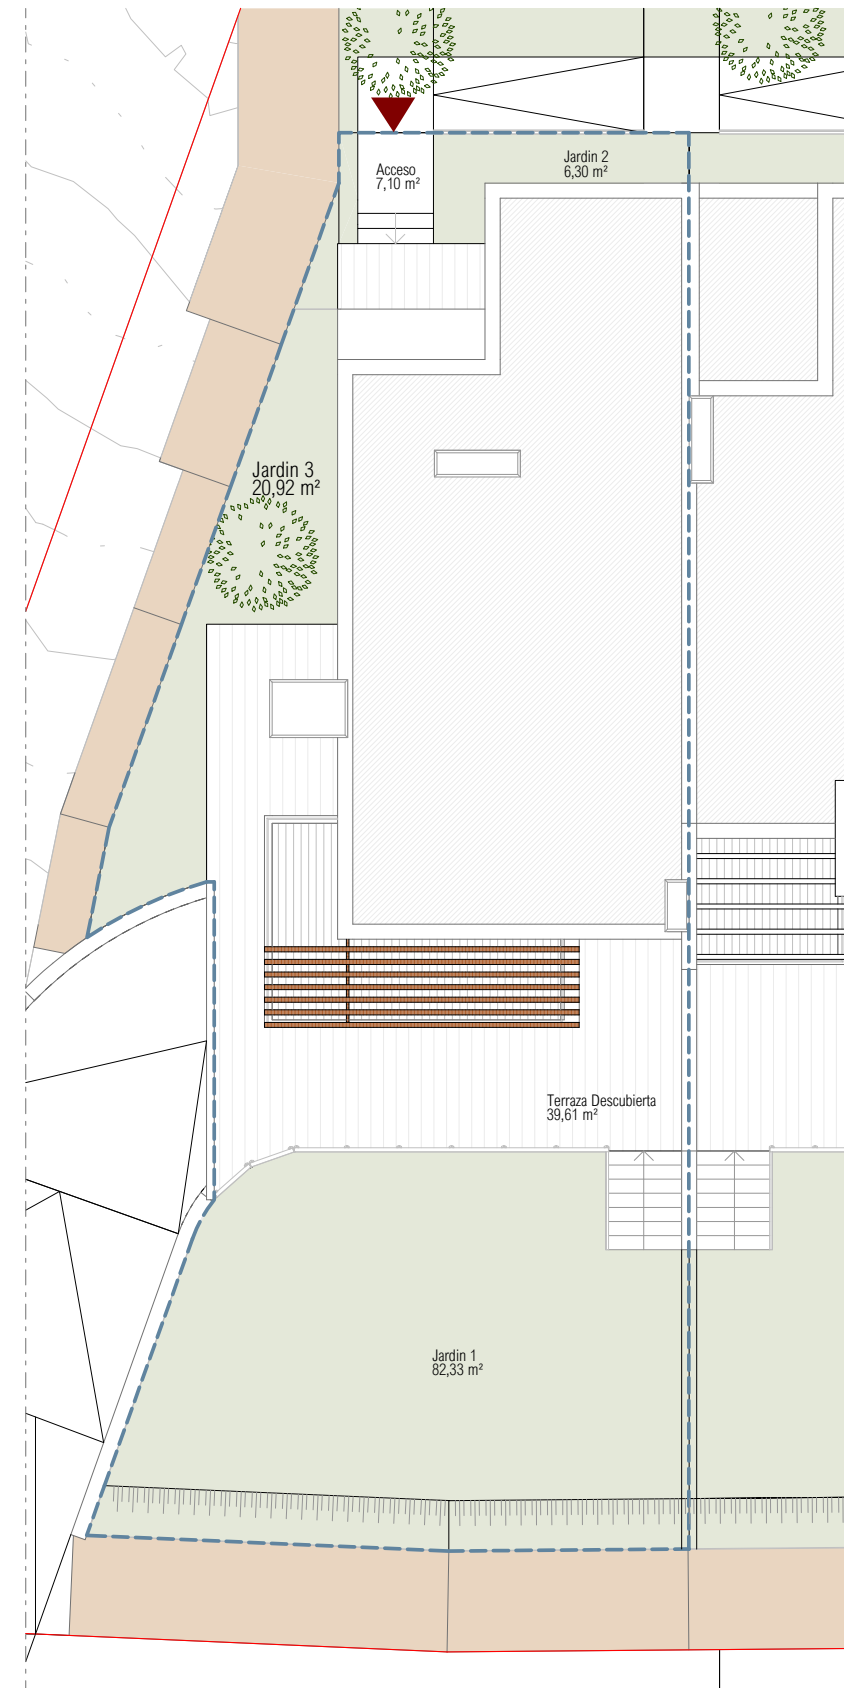 Jardin 2
6,30 m²
Acceso
7,10 m²
Jardin 3
20,92 m²
Terraza Descubierta
39,61 m²
Jardin 1
82,33 m²